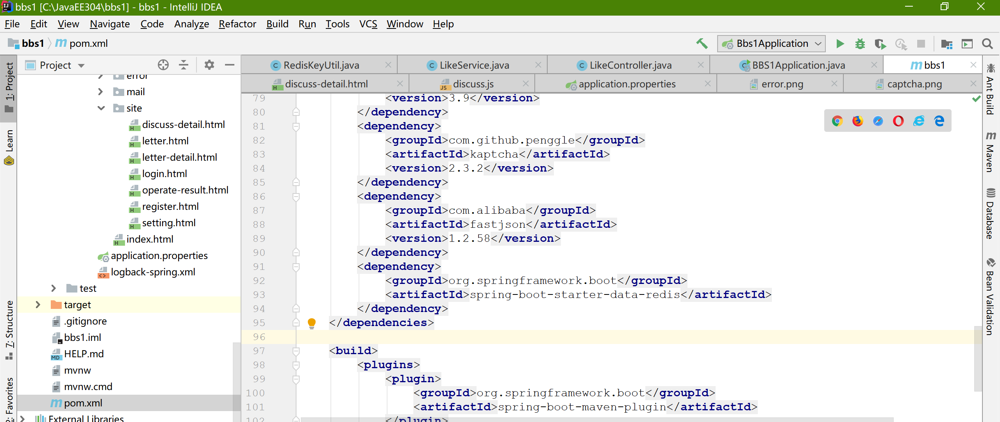 bbs1 [C:\JavaEE304\bbs1] - bbs1 - IntelliJ IDEA
File Edit View Navigate Code Analyze Refactor Build Run Tools VCS Window Help
bbs1 pom.xml
Bbs1Application
Project
RedisKeyUtil.java LikeService.java LikeController.java BBS1Application.java bbs1
discuss-detail.html discuss.js application.properties error.png captcha.png
1: Project
Learn
7: Structure
2: Favorites
error
mail
site
discuss-detail.html
letter.html
letter-detail.html
login.html
operate-result.html
register.html
setting.html
index.html
application.properties
logback-spring.xml
test
target
.gitignore
bbs1.iml
HELP.md
mvnw
mvnw.cmd
pom.xml
External Libraries
79 <version>3.9</version>
80 </dependency>
81 <dependency>
82 <groupId>com.github.penggle</groupId>
83 <artifactId>kaptcha</artifactId>
84 <version>2.3.2</version>
85 </dependency>
86 <dependency>
87 <groupId>com.alibaba</groupId>
88 <artifactId>fastjson</artifactId>
89 <version>1.2.58</version>
90 </dependency>
91 <dependency>
92 <groupId>org.springframework.boot</groupId>
93 <artifactId>spring-boot-starter-data-redis</artifactId>
94 </dependency>
95 </dependencies>
96
97 <build>
98 <plugins>
99 <plugin>
100 <groupId>org.springframework.boot</groupId>
101 <artifactId>spring-boot-maven-plugin</artifactId>
102 </plugin>
Ant Build
Maven
Database
Bean Validation